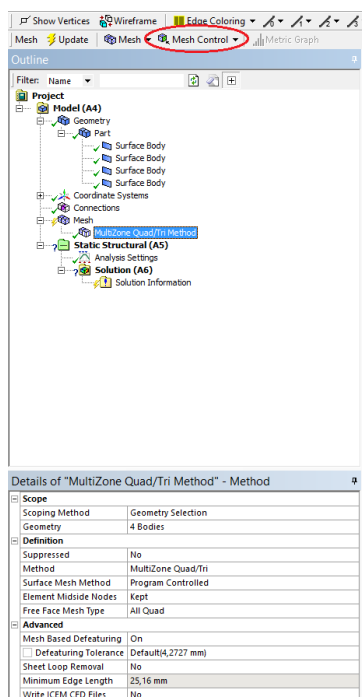 Show Vertices Wireframe Edge Coloring
Mesh Update Mesh Mesh Control Metric Graph
Outline
Filter: Name
Project
Model (A4)
Geometry
Part
Surface Body
Surface Body
Surface Body
Surface Body
Coordinate Systems
Connections
Mesh
MultiZone Quad/Tri Method
Static Structural (A5)
Analysis Settings
Solution (A6)
Solution Information
Details of "MultiZone Quad/Tri Method" - Method
Scope
Scoping Method Geometry Selection
Geometry 4 Bodies
Definition
Suppressed No
Method MultiZone Quad/Tri
Surface Mesh Method Program Controlled
Element Midside Nodes Kept
Free Face Mesh Type All Quad
Advanced
Mesh Based Defeaturing On
Defeaturing Tolerance Default(4,2727 mm)
Sheet Loop Removal No
Minimum Edge Length 25,16 mm
Write ICEM CFD Files No